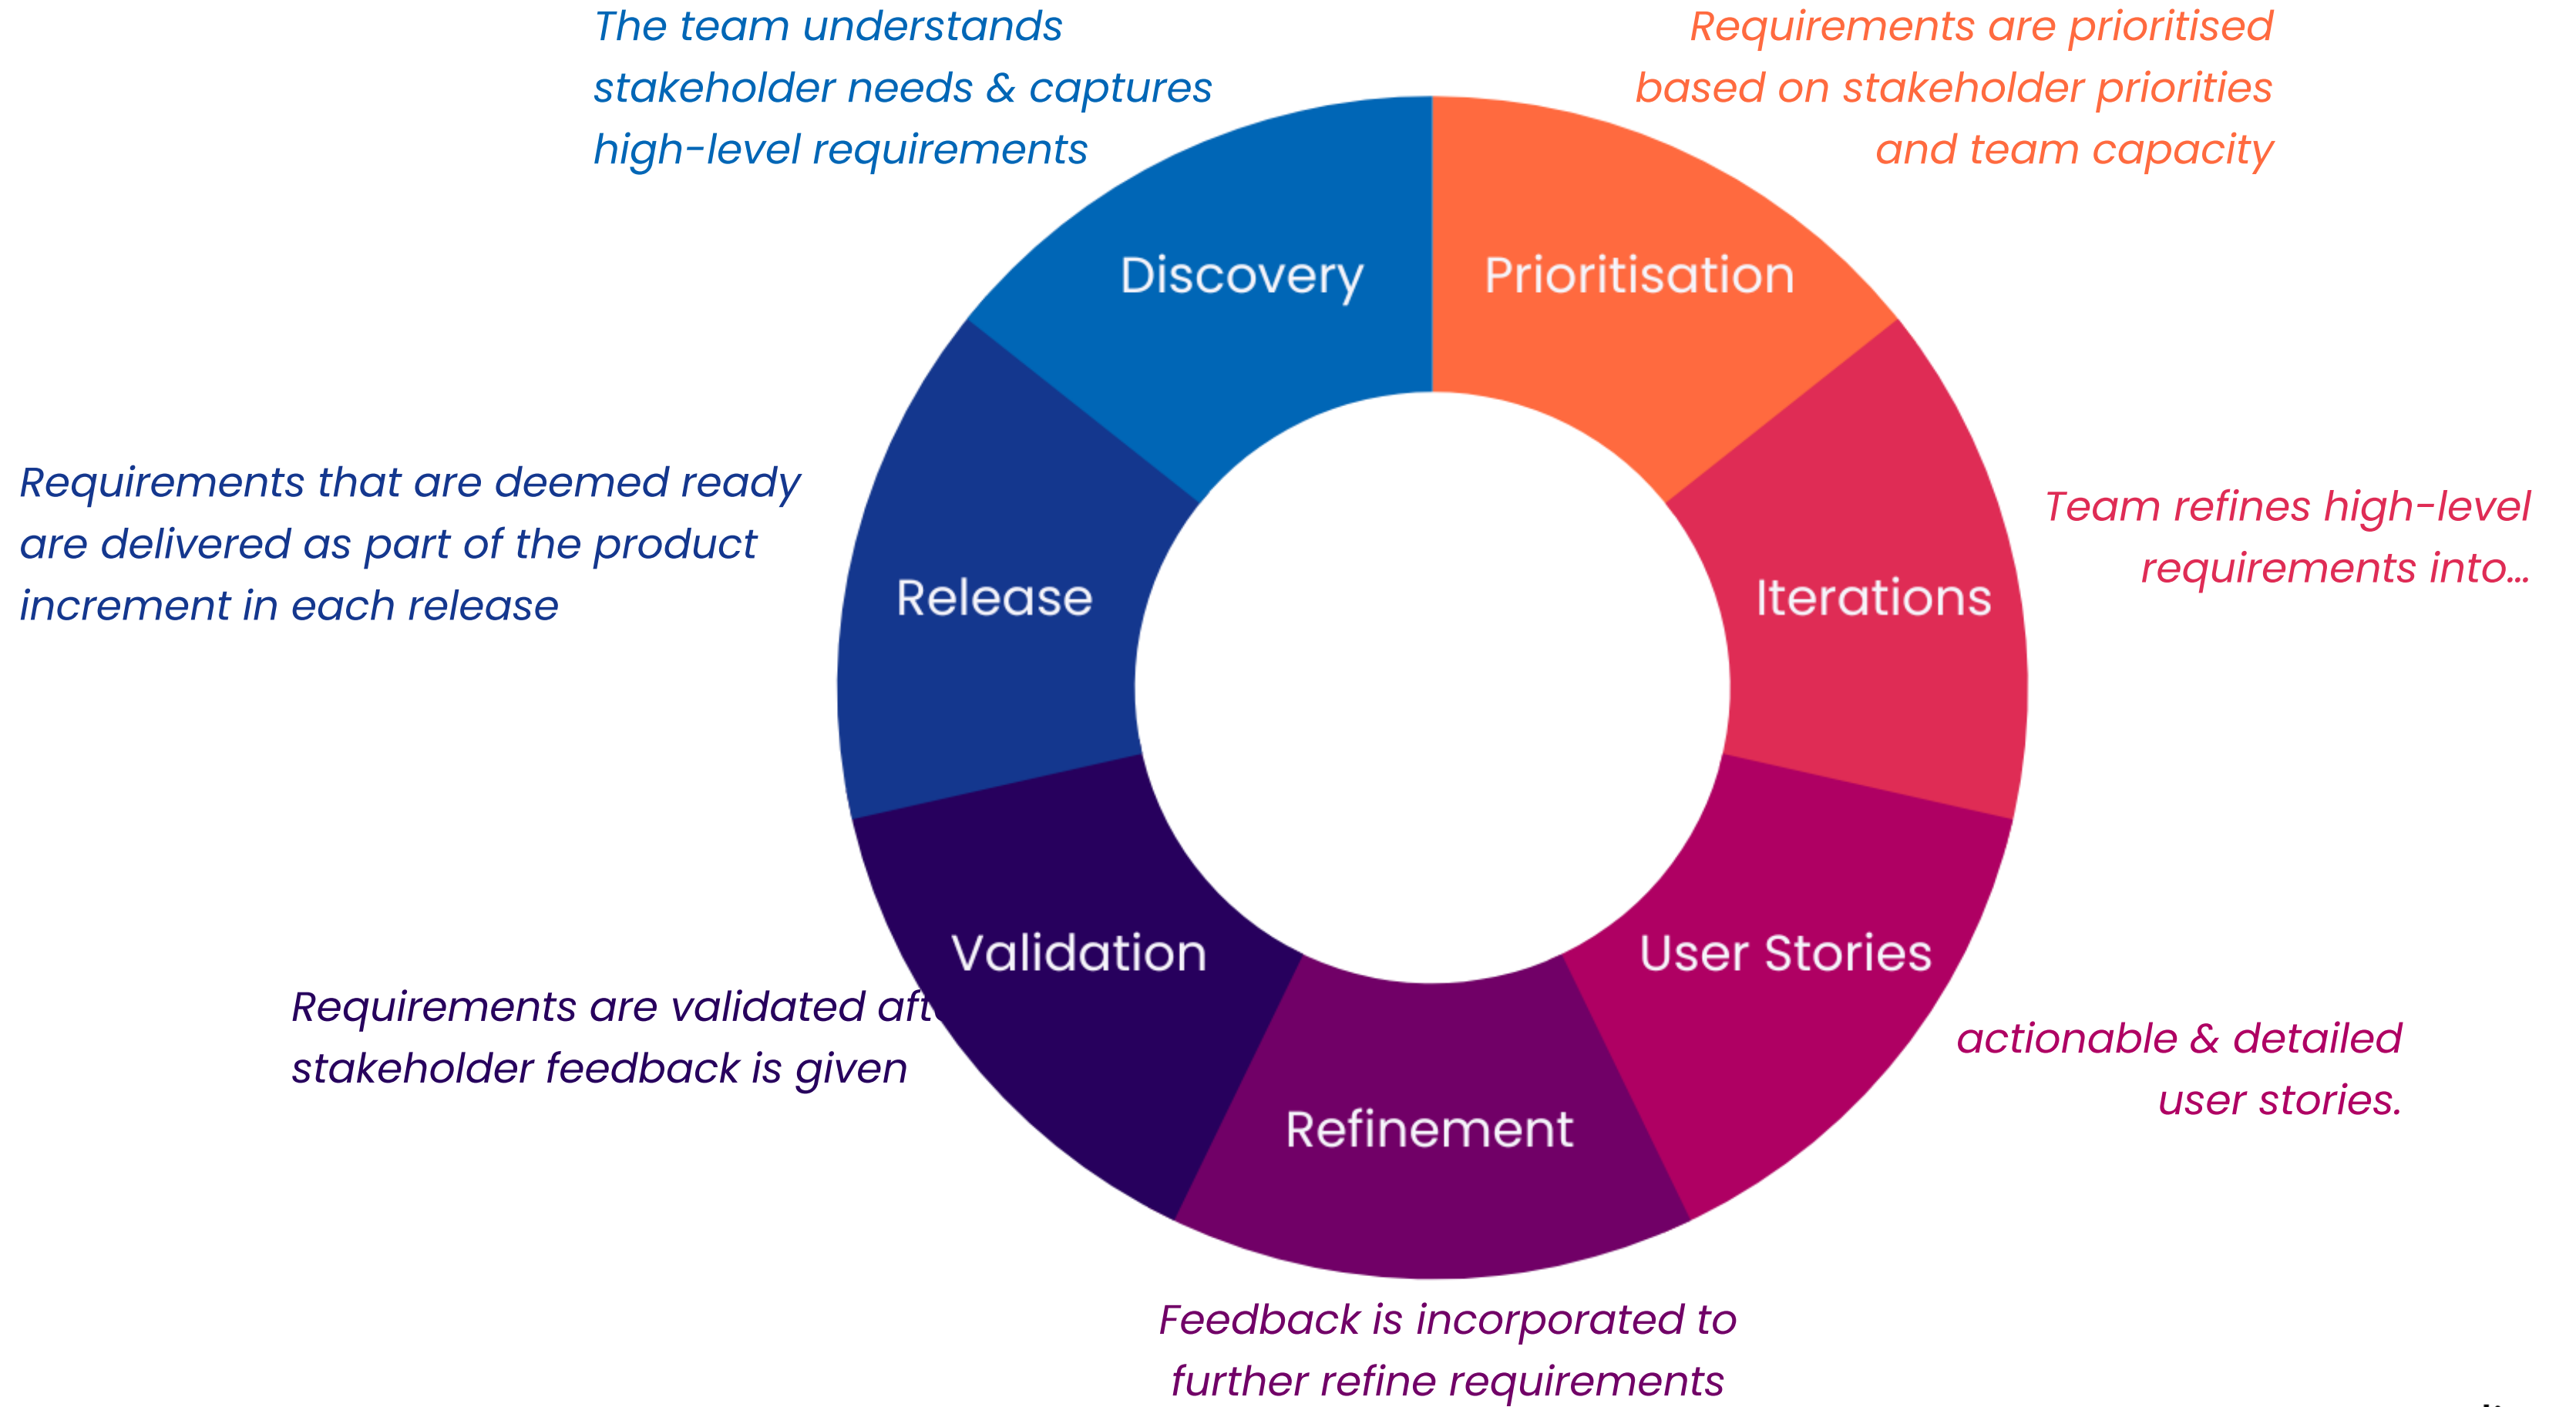 The team understands
stakeholder needs & captures
high-level requirements
Requirements are prioritised
based on stakeholder priorities
and team capacity
Discovery
Prioritisation
Requirements that are deemed ready
are delivered as part of the product
increment in each release
Team refines high-level
requirements into...
Release
Iterations
Validation
User Stories
Requirements are validated
stakeholder feedback is given
actionable & detailed
user stories.
Refinement
Feedback is incorporated to
further refine requirements